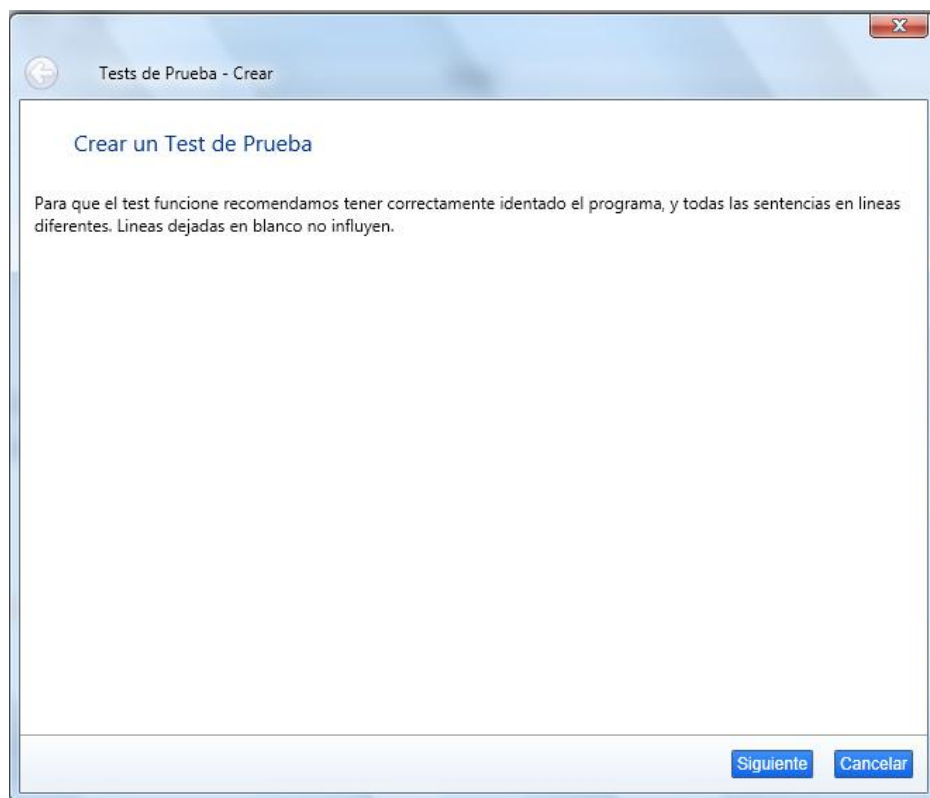 Tests de Prueba - Crear
Crear un Test de Prueba
Para que el test funcione recomendamos tener correctamente identado el programa, y todas las sentencias en lineas
diferentes. Lineas dejadas en blanco no influyen.
Siguiente Cancelar